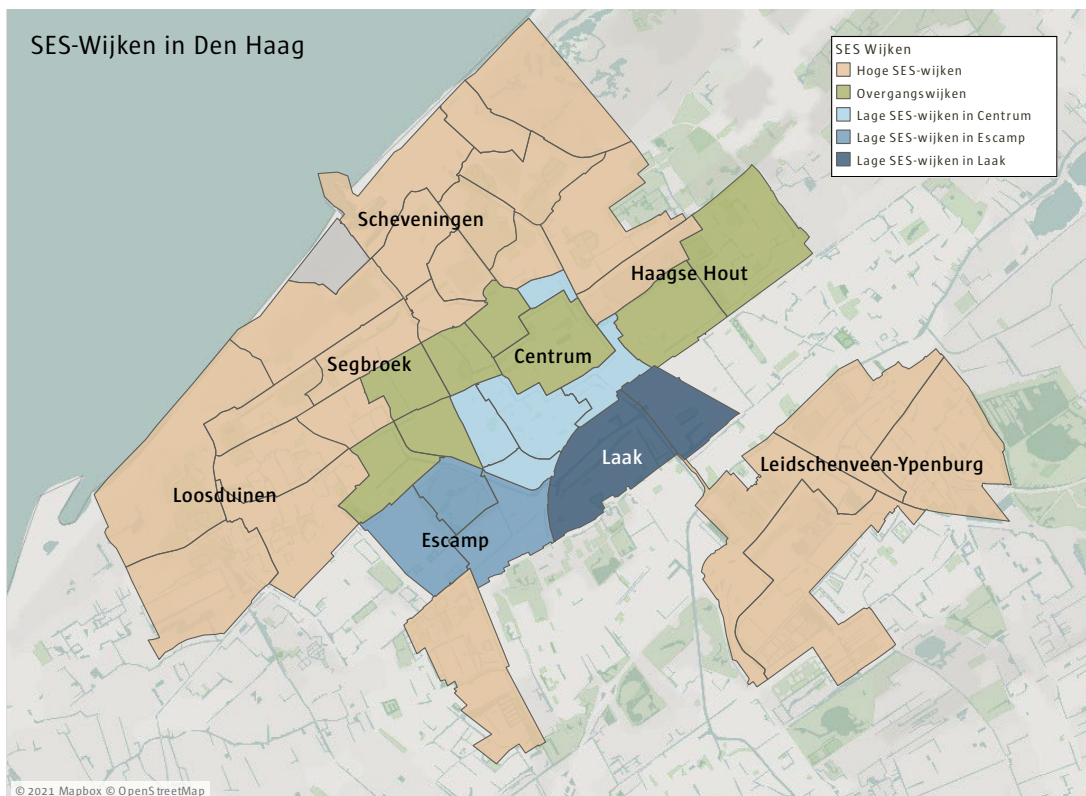 SES-Wijken in Den Haag
SES Wijken
Hoge SES-wijken
Overgangswijken
Lage SES-wijken in Centrum
Lage SES-wijken in Escamp
Lage SES-wijken in Laak
Scheveningen
Haagse Hout
Centrum
Segbroek
Laak
Leidschenveen-Ypenburg
Loosduinen
Escamp
© 2021 Mapbox © OpenStreetMap